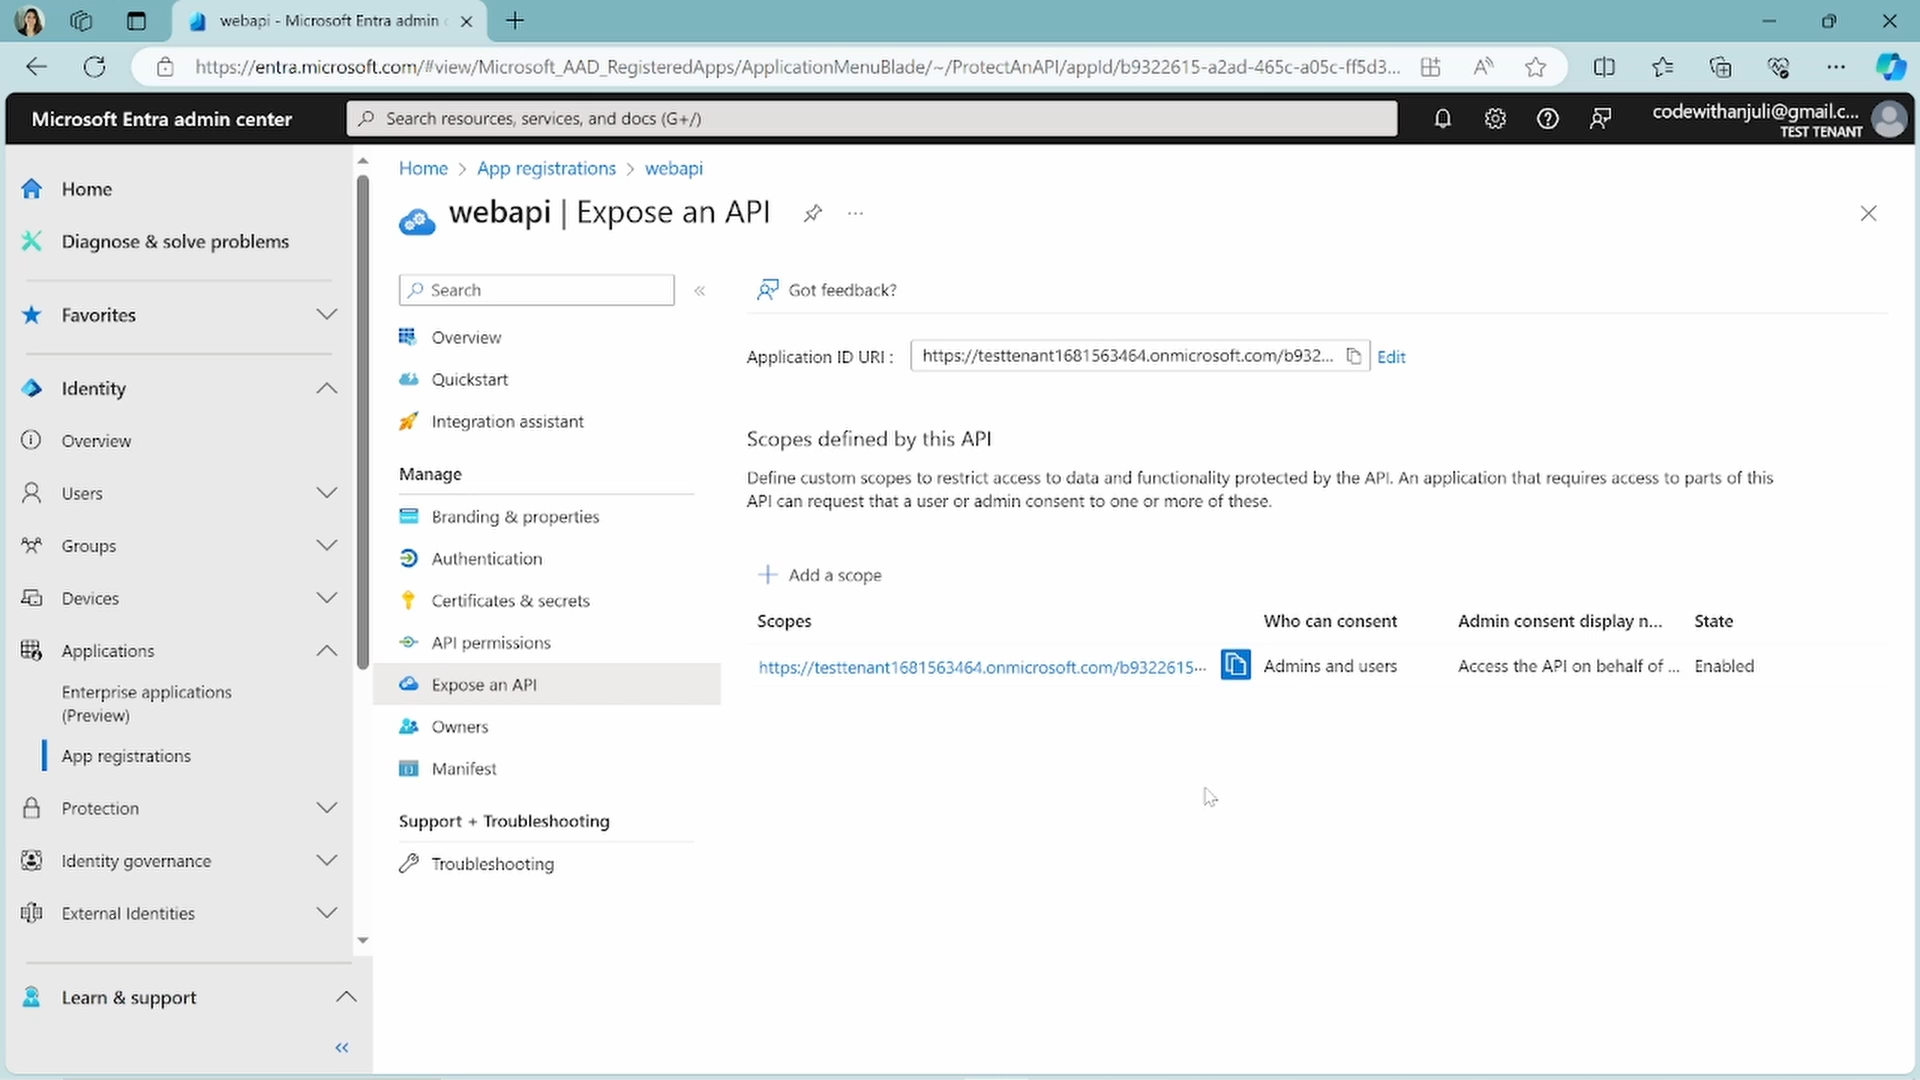 webapi - Microsoft Entra admin
https://entra.microsoft.com/#view/Microsoft_AAD_RegisteredApps/ApplicationMenuBlade/~/ProtectAnAPI/appId/b9322615-a2ad-465c-a05c-ff5d3...
Microsoft Entra admin center
Search resources, services, and docs (G+/)
codewithanjuli@gmail.c...
TEST TENANT
Home
Diagnose & solve problems
Favorites
Identity
Overview
Users
Groups
Devices
Applications
Enterprise applications
(Preview)
App registrations
Protection
Identity governance
External Identities
Learn & support
Home > App registrations > webapi
webapi | Expose an API
Search
Overview
Quickstart
Integration assistant
Manage
Branding & properties
Authentication
Certificates & secrets
API permissions
Expose an API
Owners
Manifest
Support + Troubleshooting
Troubleshooting
Got feedback?
Application ID URI : https://testtenant1681563464.onmicrosoft.com/b932... Edit
Scopes defined by this API
Define custom scopes to restrict access to data and functionality protected by the API. An application that requires access to parts of this
API can request that a user or admin consent to one or more of these.
Add a scope
Scopes Who can consent Admin consent display n... State
https://testtenant1681563464.onmicrosoft.com/b9322615... Admins and users Access the API on behalf of ... Enabled